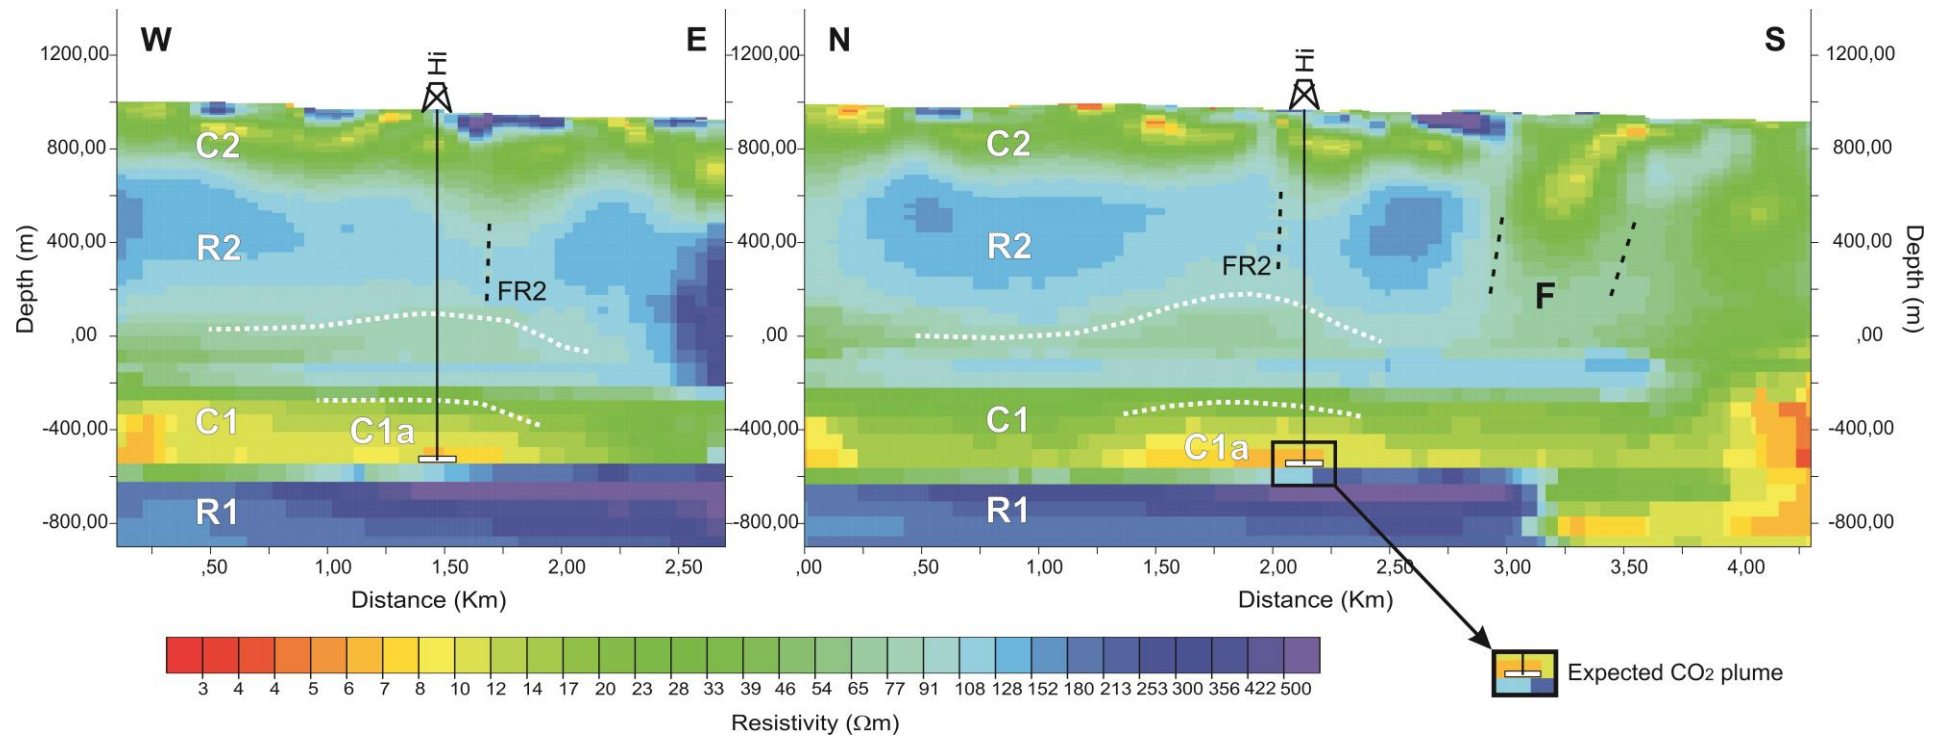 W
E
N
S
Hi
Hi
1200,00
800,00
400,00
,00
-400,00
-800,00
Depth (m)
C2
R2
FR2
C1
C1a
R1
,50
1,00
1,50
2,00
2,50
Distance (Km)
1200,00
800,00
400,00
,00
-400,00
-800,00
C2
R2
FR2
F
C1
C1a
R1
1200,00
800,00
400,00
,00
-400,00
-800,00
Depth (m)
,00
,50
1,00
1,50
2,00
2,50
3,00
3,50
4,00
Distance (Km)
3 4 4 5 6 7 8 10 12 14 17 20 23 28 33 39 46 54 65 77 91 108 128 152 180 213 253 300 356 422 500
Resistivity (Ωm)
Expected CO2 plume